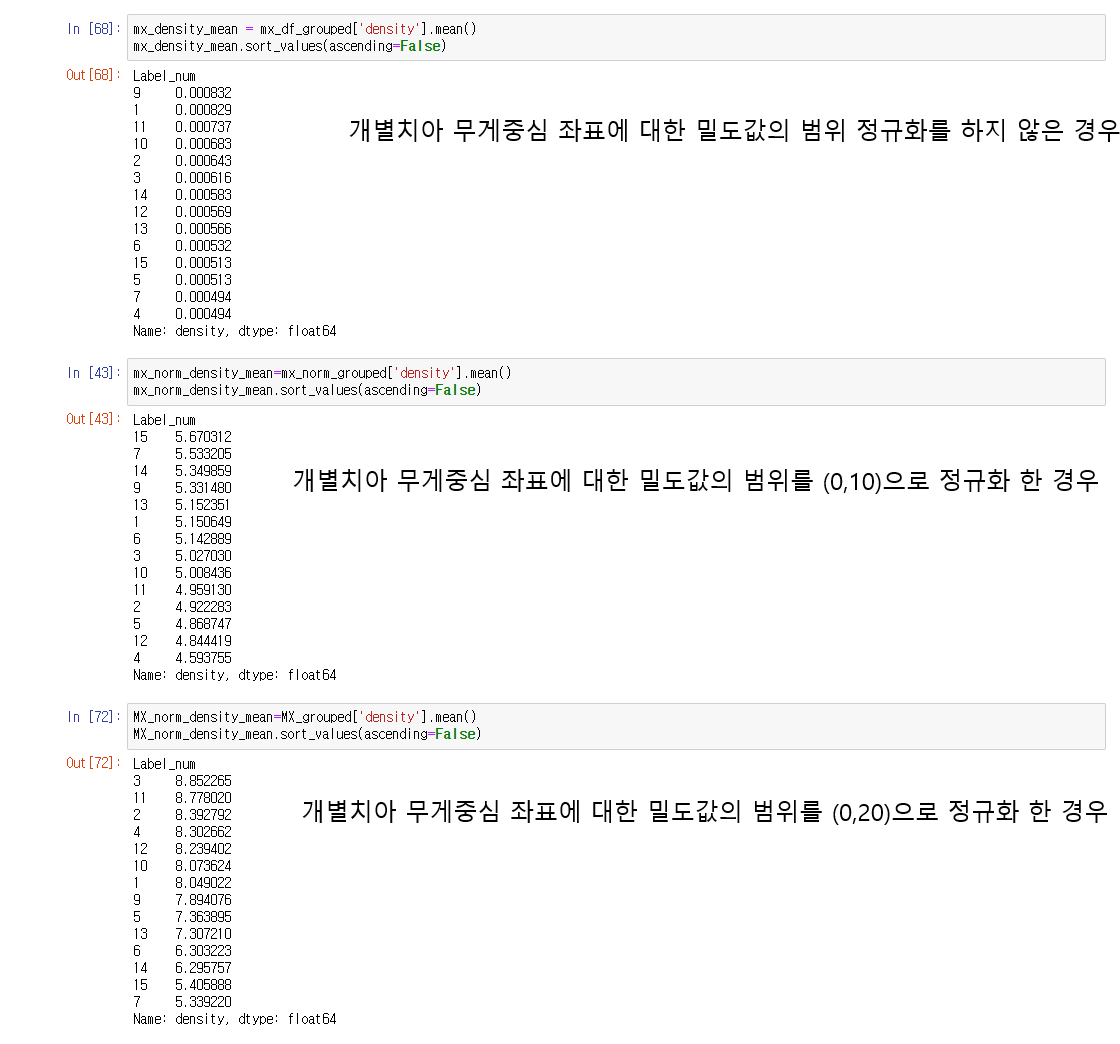 In [68]: mx_density_mean = mx_df_grouped['density'].mean()
mx_density_mean.sort_values(ascending=False)
Out[68]: Label_num
9 0.000832
1 0.000829
11 0.000737
개별치아 무게중심 좌표에 대한 밀도값의 범위 정규화를 하지 않은 경우
10 0.000683
2 0.000643
3 0.000616
14 0.000583
12 0.000569
13 0.000566
6 0.000532
15 0.000513
5 0.000513
7 0.000494
4 0.000494
Name: density, dtype: float64
In [43]: mx_norm_density_mean=mx_norm_grouped['density'].mean()
mx_norm_density_mean.sort_values(ascending=False)
Out[43]: Label_num
15 5.670312
7 5.533205
14 5.349859
9 5.331480
개별치아 무게중심 좌표에 대한 밀도값의 범위를 (0,10)으로 정규화 한 경우
13 5.152351
1 5.150649
6 5.142889
3 5.027030
10 5.008436
11 4.959130
2 4.922283
5 4.868747
12 4.844419
4 4.593755
Name: density, dtype: float64
In [72]: MX_norm_density_mean=MX_grouped['density'].mean()
MX_norm_density_mean.sort_values(ascending=False)
Out[72]: Label_num
3 8.852265
11 8.778020
2 8.392792
개별치아 무게중심 좌표에 대한 밀도값의 범위를 (0,20)으로 정규화 한 경우
4 8.302662
12 8.239402
10 8.073624
1 8.049022
9 7.894076
5 7.363895
13 7.307210
6 6.303223
14 6.295757
15 5.405888
7 5.339220
Name: density, dtype: float64